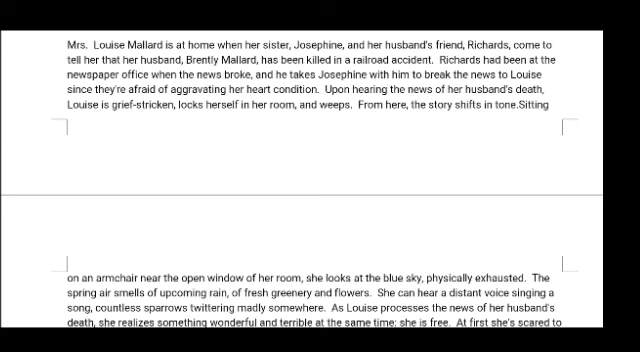 Mrs.  Louise Mallard is at home when her sister, Josephine, and her husband's friend, Richards, come to
tell her that her husband, Brently Mallard, has been killed in a railroad accident.  Richards had been at the
newspaper office when the news broke, and he takes Josephine with him to break the news to Louise
since they're afraid of aggravating her heart condition.  Upon hearing the news of her husband's death,
Louise is grief-stricken, locks herself in her room, and weeps.  From here, the story shifts in tone.Sitting
on an armchair near the open window of her room, she looks at the blue sky, physically exhausted.  The
spring air smells of upcoming rain, of fresh greenery and flowers.  She can hear a distant voice singing a
song, countless sparrows twittering madly somewhere.  As Louise processes the news of her husband's
death, she realizes something wonderful and terrible at the same time: she is free.  At first she's scared to